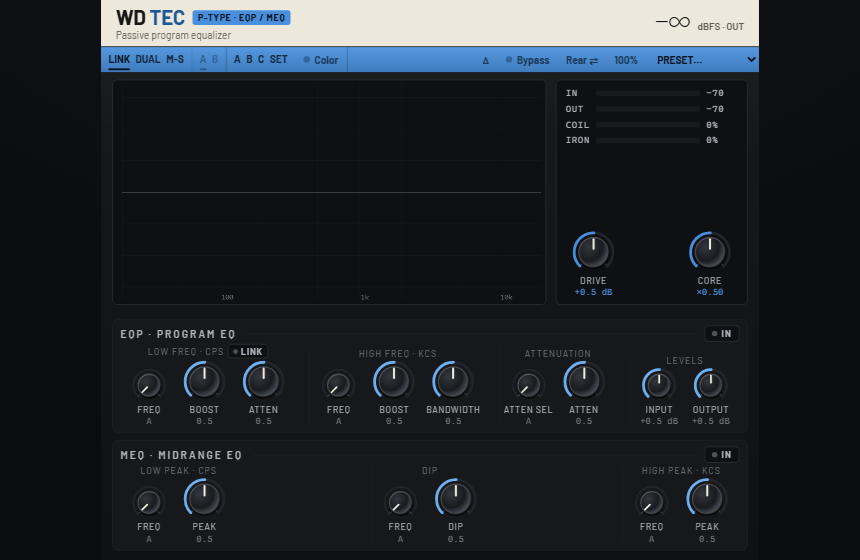 WD TEC P-TYPE · EQP / MEQ
Passive program equalizer
−∞ dBFS · OUT
LINK DUAL M-S A B A B C SET Color Δ Bypass Rear ⇄ 100% PRESET...
IN −70
OUT −70
COIL 0%
IRON 0%
100 1k 10k
DRIVE CORE
+0.5 dB ×0.50
EQP · PROGRAM EQ IN
LOW FREQ · CPS LINK HIGH FREQ · KCS ATTENUATION LEVELS
FREQ BOOST ATTEN FREQ BOOST BANDWIDTH ATTEN SEL ATTEN INPUT OUTPUT
A 0.5 0.5 A 0.5 0.5 A 0.5 +0.5 dB +0.5 dB
MEQ · MIDRANGE EQ IN
LOW PEAK · CPS DIP HIGH PEAK · KCS
FREQ PEAK FREQ DIP FREQ PEAK
A 0.5 A 0.5 A 0.5